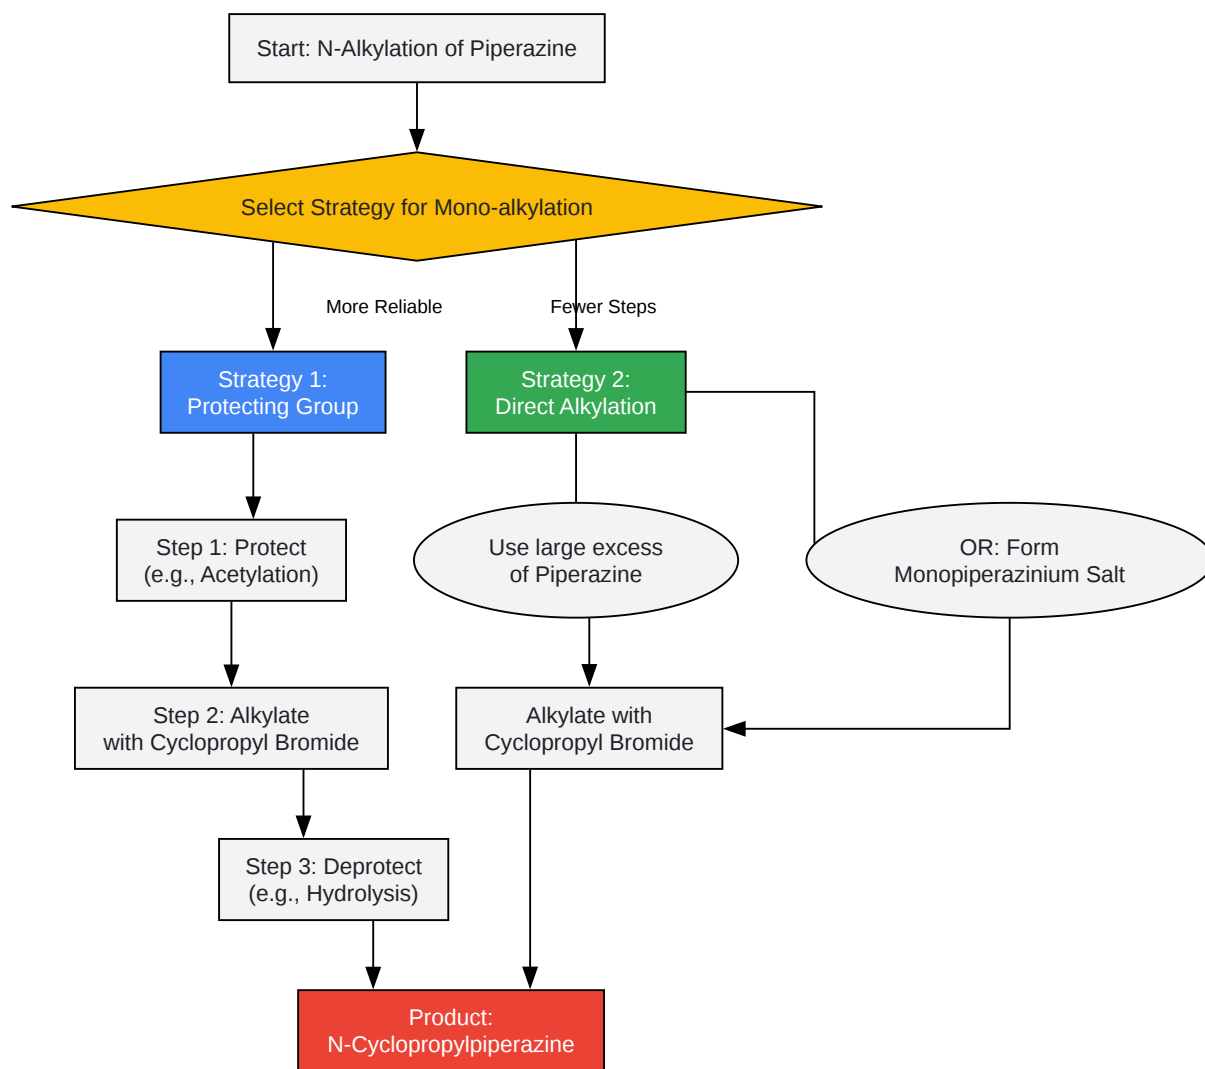 Start: N-Alkylation of Piperazine
Select Strategy for Mono-alkylation
More Reliable
Fewer Steps
Strategy 1:
Protecting Group
Strategy 2:
Direct Alkylation
Step 1: Protect
(e.g., Acetylation)
Use large excess
of Piperazine
OR: Form
Monopiperazinium Salt
Step 2: Alkylate
with Cyclopropyl Bromide
Alkylate with
Cyclopropyl Bromide
Step 3: Deprotect
(e.g., Hydrolysis)
Product:
N-Cyclopropylpiperazine